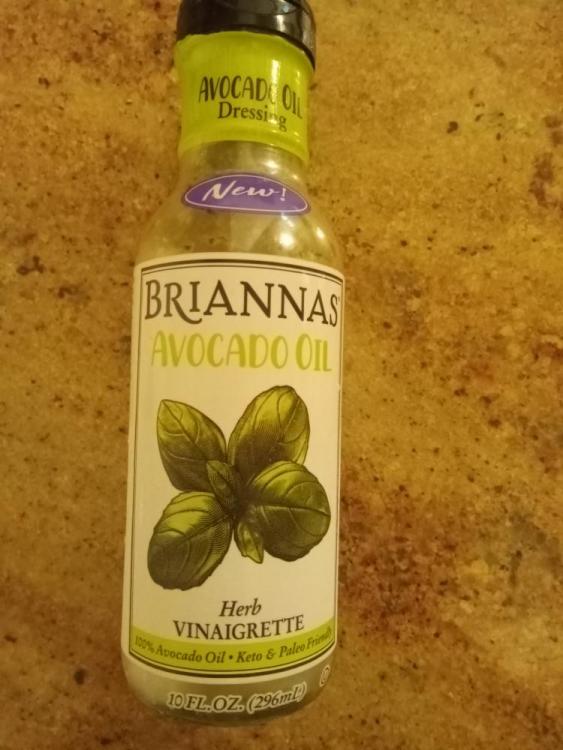 AVOCADO OIL
Dressing
New!
BRIANNAS
AVOCADO OIL
Herb
VINAIGRETTE
100% Avocado Oil • Keto & Paleo Friendly
10 FL. OZ. (296mL)